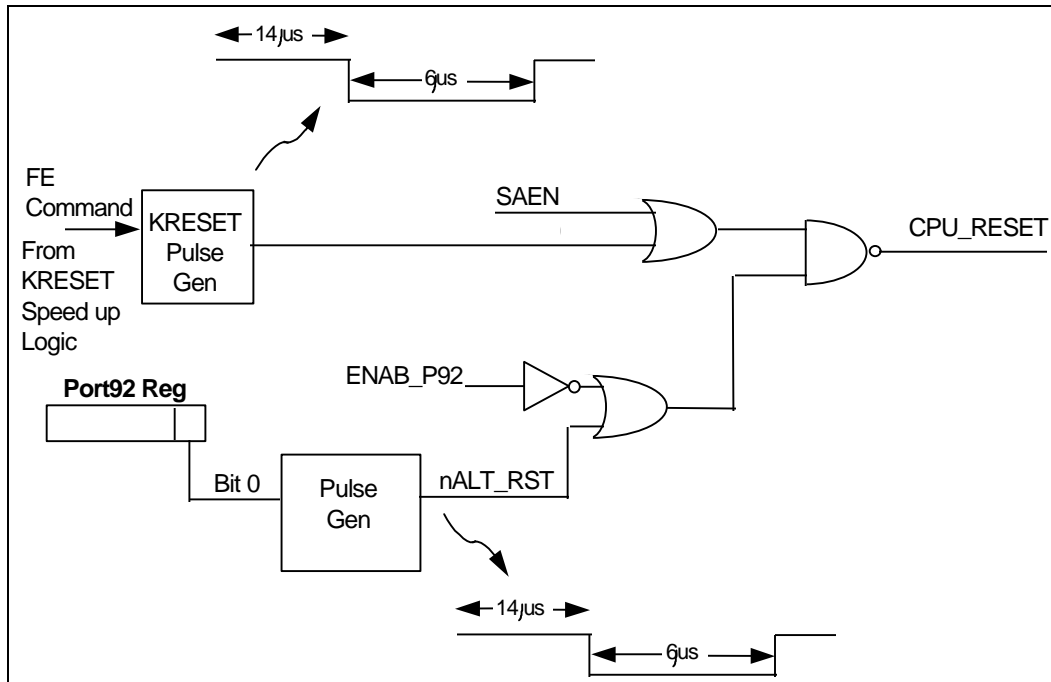 14µs
6µs
FE
Command
From
KRESET
Speed up
Logic
KRESET
Pulse
Gen
SAEN
CPU_RESET
ENAB_P92
Port92 Reg
Bit 0
Pulse
Gen
nALT_RST
14µs
6µs